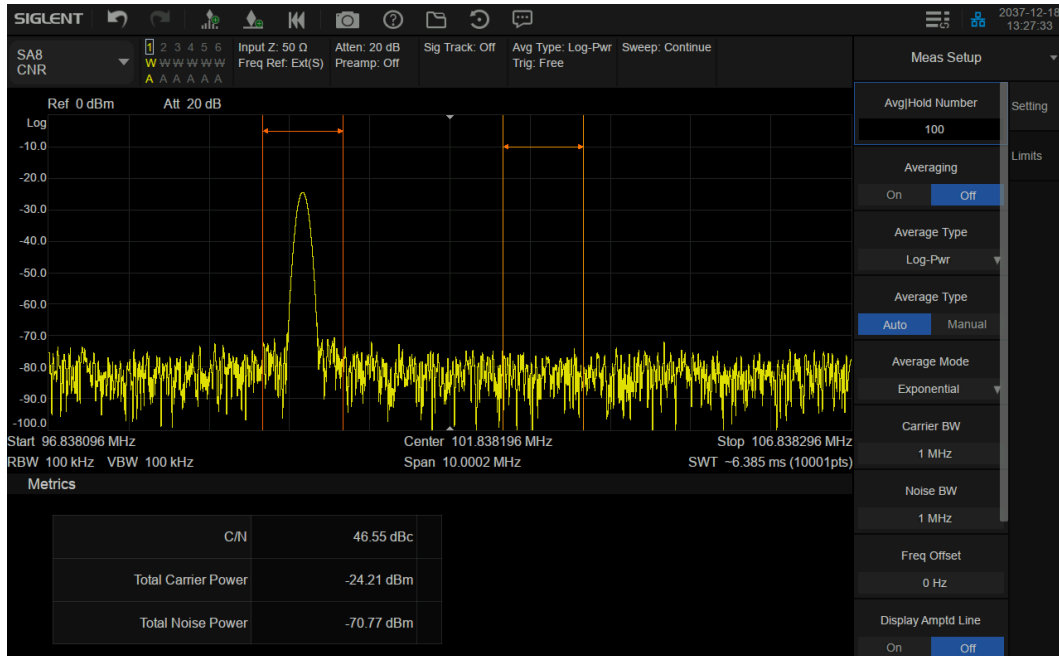 SIGLENT
2037-12-18
13:27:33
SA8
CNR
1 2 3 4 5 6
W W W W W W
A A A A A A
Input Z: 50 Ω
Freq Ref: Ext(S)
Atten: 20 dB
Preamp: Off
Sig Track: Off
Avg Type: Log-Pwr
Trig: Free
Sweep: Continue
Ref 0 dBm Att 20 dB
Log
-10.0
-20.0
-30.0
-40.0
-50.0
-60.0
-70.0
-80.0
-90.0
-100.0
Start 96.838096 MHz Center 101.838196 MHz Stop 106.838296 MHz
RBW 100 kHz VBW 100 kHz Span 10.0002 MHz SWT ~6.385 ms (10001pts)
Metrics
C/N 46.55 dBc
Total Carrier Power -24.21 dBm
Total Noise Power -70.77 dBm
Meas Setup
Avg|Hold Number
100
Averaging
On Off
Average Type
Log-Pwr
Average Type
Auto Manual
Average Mode
Exponential
Carrier BW
1 MHz
Noise BW
1 MHz
Freq Offset
0 Hz
Display Amptd Line
On Off
Setting
Limits